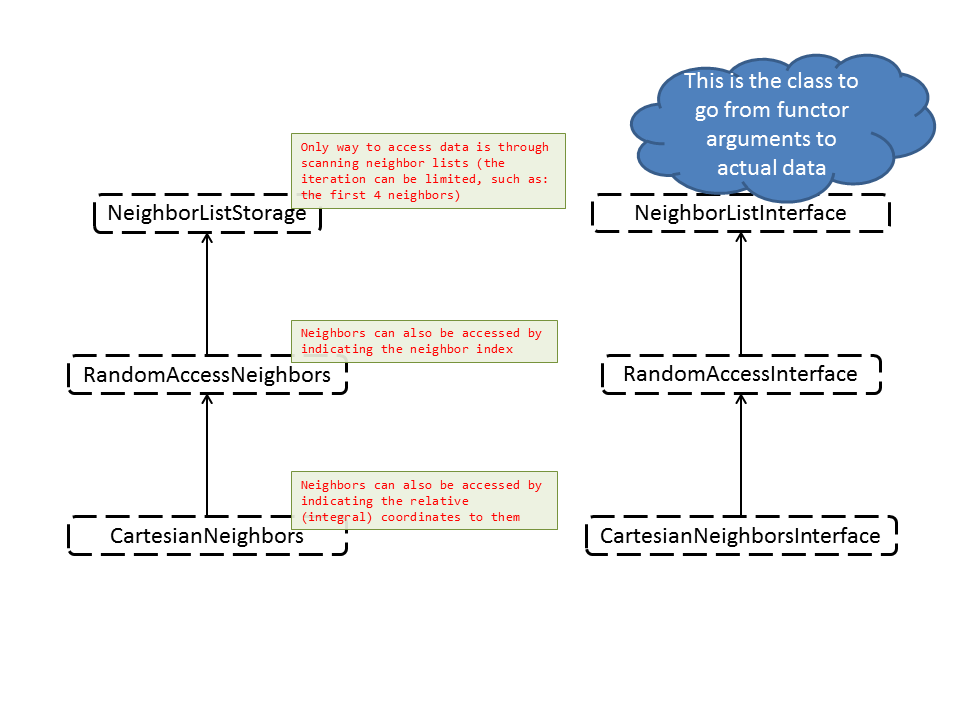 This is the class to
go from functor
arguments to
actual data
Only way to access data is through
scanning neighbor lists (the
iteration can be limited, such as:
the first 4 neighbors)
NeighborListStorage
NeighborListInterface
Neighbors can also be accessed by
indicating the neighbor index
RandomAccessNeighbors
RandomAccessInterface
Neighbors can also be accessed by
indicating the relative
(integral) coordinates to them
CartesianNeighbors
CartesianNeighborsInterface